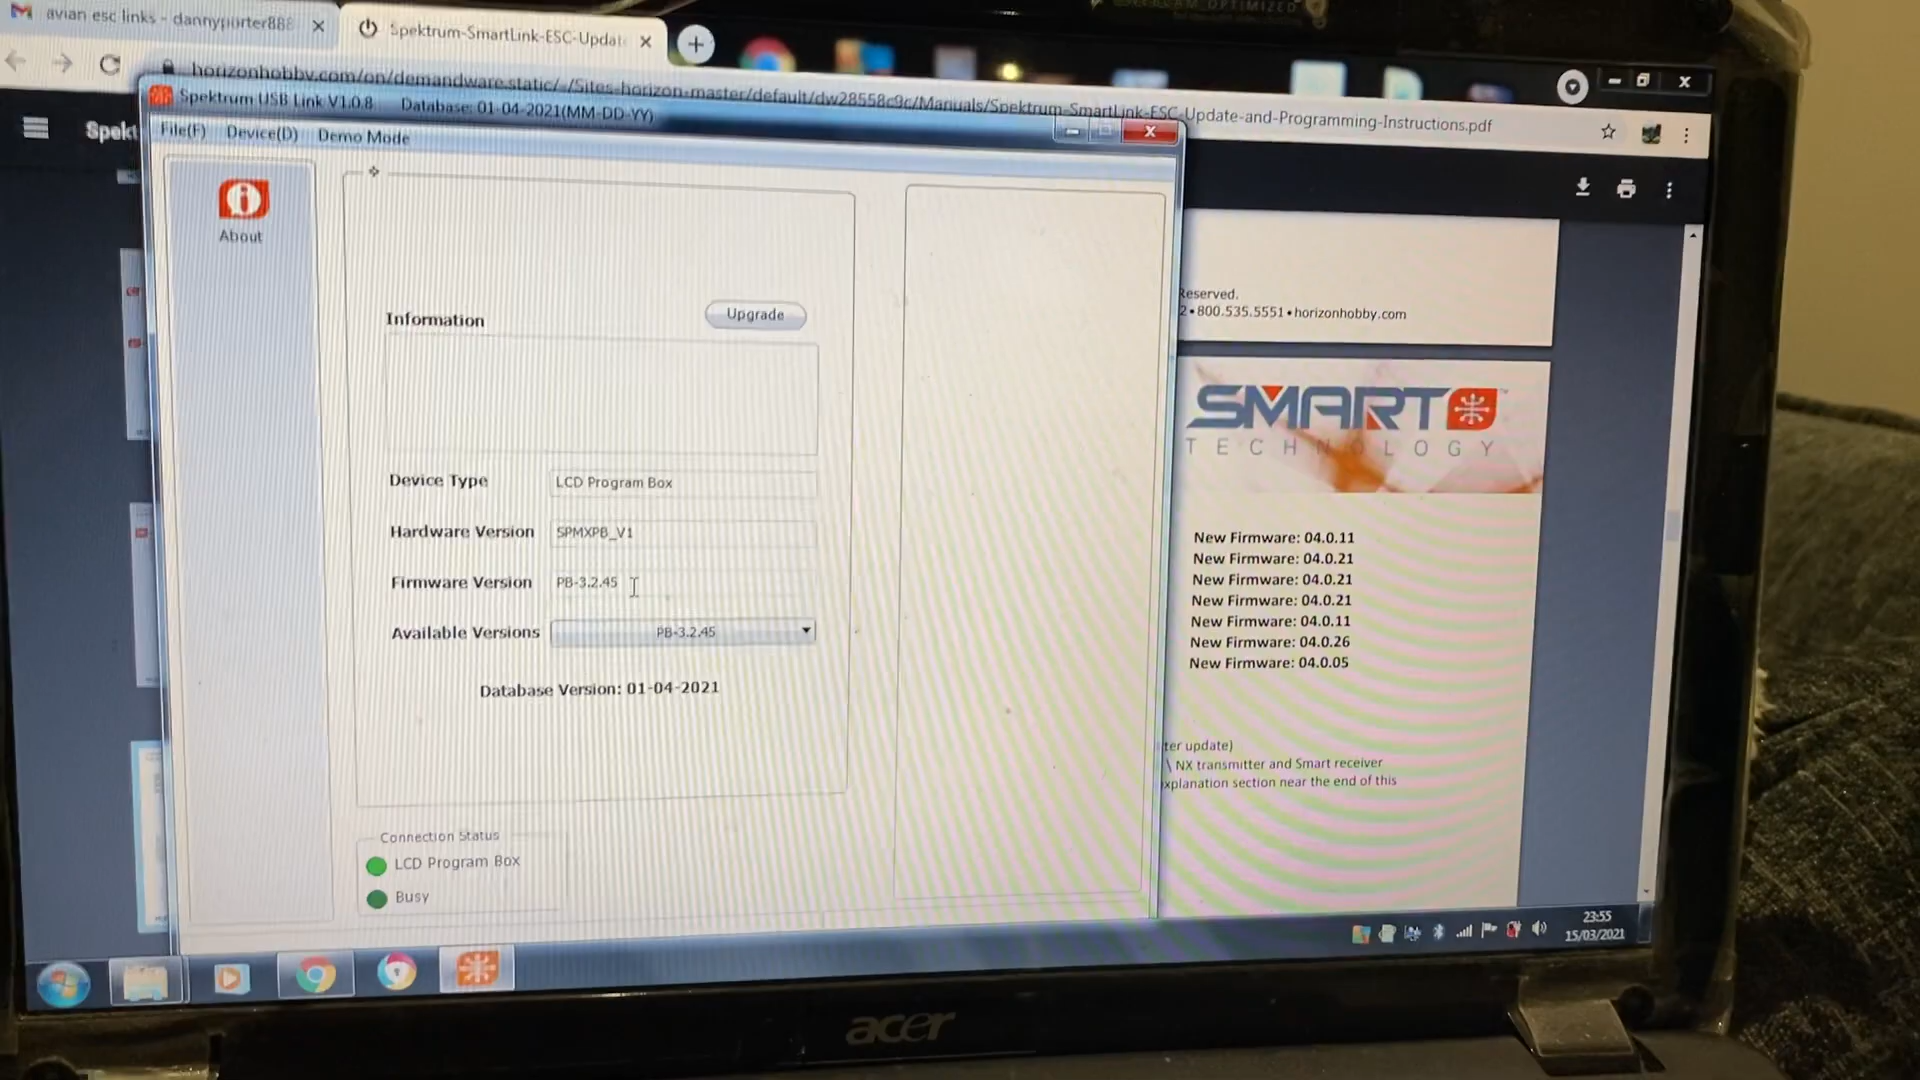 avian esc links - dannyporter888
Spektrum-SmartLink-ESC-Updat
horizonhobby.com/on/demandware.static/-/Sites-horizon-master/default/dw28558c9c/Manuals/Spektrum-SmartLink-ESC-Update-and-Programming-Instructions.pdf
Spekt
Spektrum USB Link V1.0.8 Database: 01-04-2021(MM-DD-YY)
File(F) Device(D) Demo Mode
About
Information
Upgrade
Device Type LCD Program Box
Hardware Version SPMXPB_V1
Firmware Version PB-3.2.45
Available Versions PB-3.2.45
Database Version: 01-04-2021
Connection Status
LCD Program Box
Busy
Reserved.
2•800.535.5551•horizonhobby.com
SMART
TECHNOLOGY
New Firmware: 04.0.11
New Firmware: 04.0.21
New Firmware: 04.0.21
New Firmware: 04.0.21
New Firmware: 04.0.11
New Firmware: 04.0.26
New Firmware: 04.0.05
ter update)
\ NX transmitter and Smart receiver
xplanation section near the end of this
23:55
15/03/2021
acer